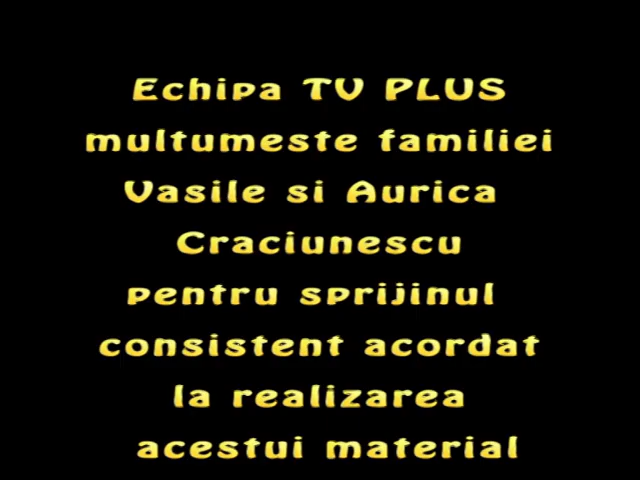 Echipa TV PLUS
multumeste familiei
Vasile si Aurica
Craciunescu
pentru sprijinul
consistent acordat
la realizarea
acestui material